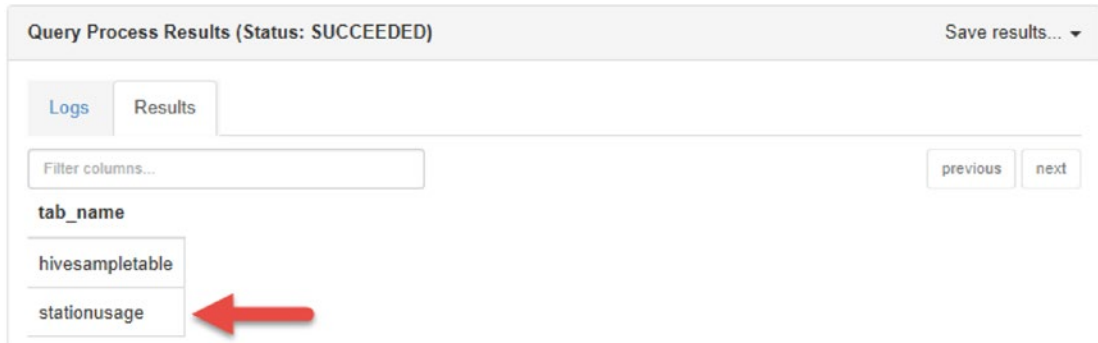 Query Process Results (Status: SUCCEEDED) Save results...
Logs Results
Filter columns... previous next
tab_name
hivesampletable
stationusage